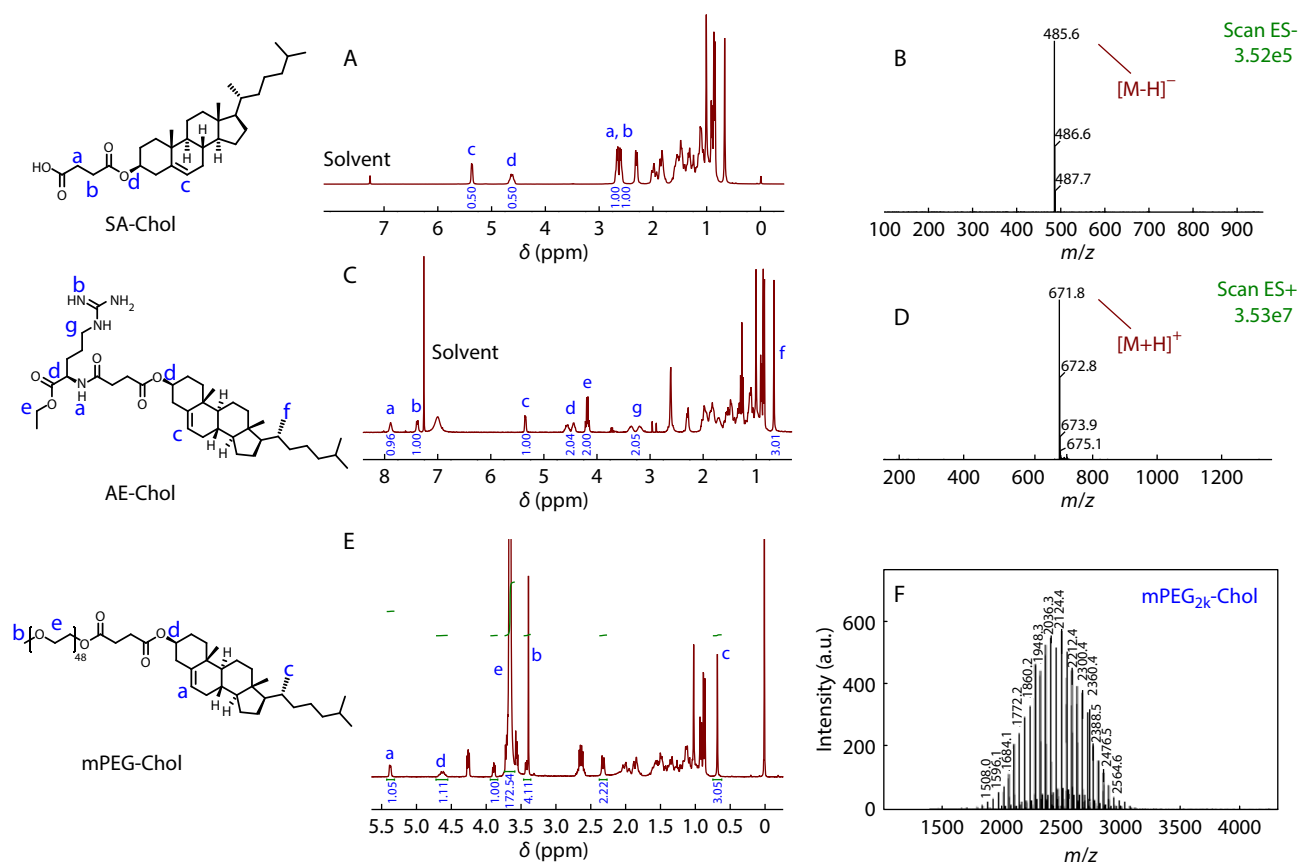 A
a, b
Solvent
c
d
0.50
0.50
1.00
1.00
7
6
5
4
3
2
1
0
δ (ppm)
HO
O
a
b
O
O
d
c
H
H
H
SA-Chol
B
485.6
Scan ES-
3.52e5
[M-H]⁻
486.6
487.7
100 200 300 400 500 600 700 800 900
m/z
b
HN
NH₂
g
NH
d
O
O
e
O
N
H
a
O
O
d
c
f
H
H
H
AE-Chol
C
Solvent
f
e
a
b
c
d
g
0.96
1.00
1.00
2.04
2.00
2.05
3.01
8
7
6
5
4
3
2
1
δ (ppm)
D
671.8
Scan ES+
3.53e7
[M+H]⁺
672.8
673.9
675.1
200 400 600 800 1000 1200
m/z
b
O
e
O
48
O
O
O
d
a
c
H
H
H
mPEG-Chol
E
e
b
c
a
d
1.05
1.11
1.00
172.54
4.11
2.22
3.05
5.5 5.0 4.5 4.0 3.5 3.0 2.5 2.0 1.5 1.0 0.5 0
δ (ppm)
F
mPEG₂ₖ-Chol
Intensity (a.u.)
600
400
200
0
1508.0
1596.1
1684.1
1772.2
1860.2
1948.3
2036.3
2124.4
2212.4
2300.4
2360.4
2388.5
2476.5
2564.6
1500 2000 2500 3000 4000
m/z